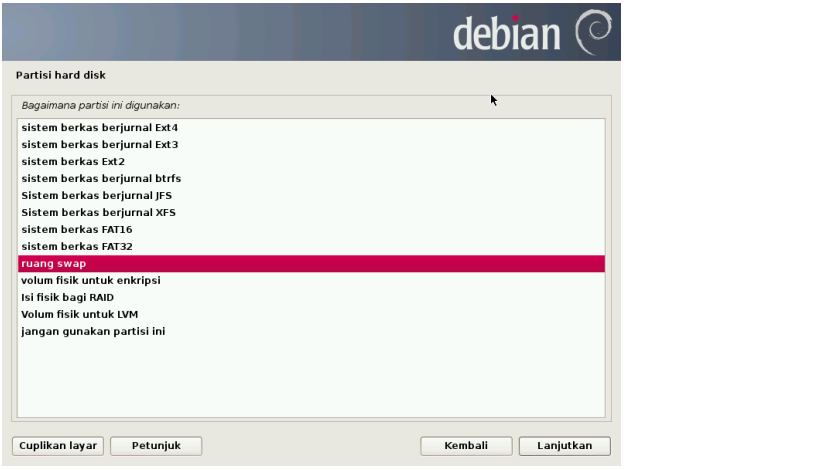 debian
Partisi hard disk
Bagaimana partisi ini digunakan:
sistem berkas berjurnal Ext4
sistem berkas berjurnal Ext3
sistem berkas Ext2
sistem berkas berjurnal btrfs
Sistem berkas berjurnal JFS
Sistem berkas berjurnal XFS
sistem berkas FAT16
sistem berkas FAT32
ruang swap
volum fisik untuk enkripsi
Isi fisik bagi RAID
Volum fisik untuk LVM
jangan gunakan partisi ini
Cuplikan layar Petunjuk Kembali Lanjutkan